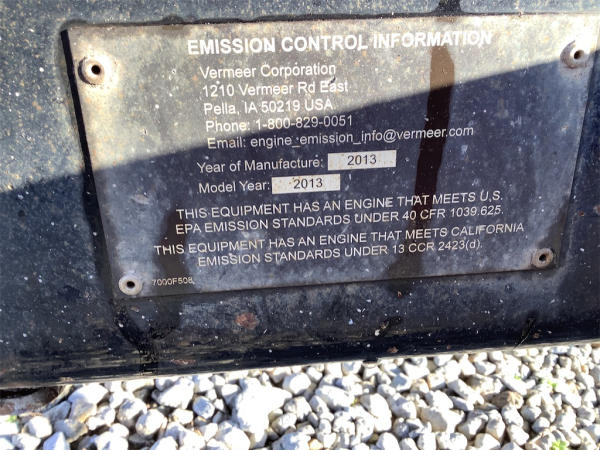 EMISSION CONTROL INFORMATION
Vermeer Corporation
1210 Vermeer Rd East
Pella, IA 50219 USA
Phone: 1-800-829-0051
Email: engine_emission_info@vermeer.com
Year of Manufacture: 2013
Model Year: 2013
THIS EQUIPMENT HAS AN ENGINE THAT MEETS U.S.
EPA EMISSION STANDARDS UNDER 40 CFR 1039.625.
THIS EQUIPMENT HAS AN ENGINE THAT MEETS CALIFORNIA
EMISSION STANDARDS UNDER 13 CCR 2423(d).
7000F508